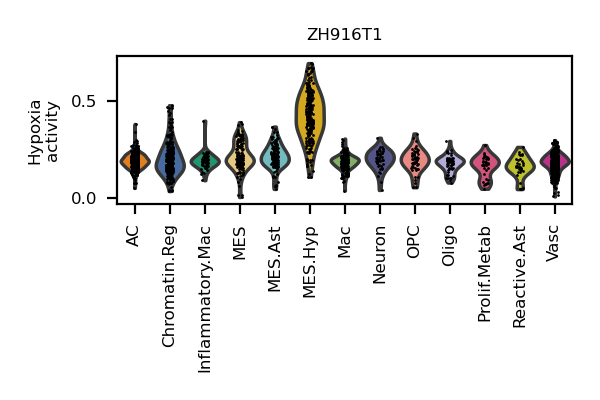 ZH916T1
Hypoxia
activity
0.5
0.0
AC
Chromatin.Reg
Inflammatory.Mac
MES
MES.Ast
MES.Hyp
Mac
Neuron
OPC
Oligo
Prolif.Metab
Reactive.Ast
Vasc